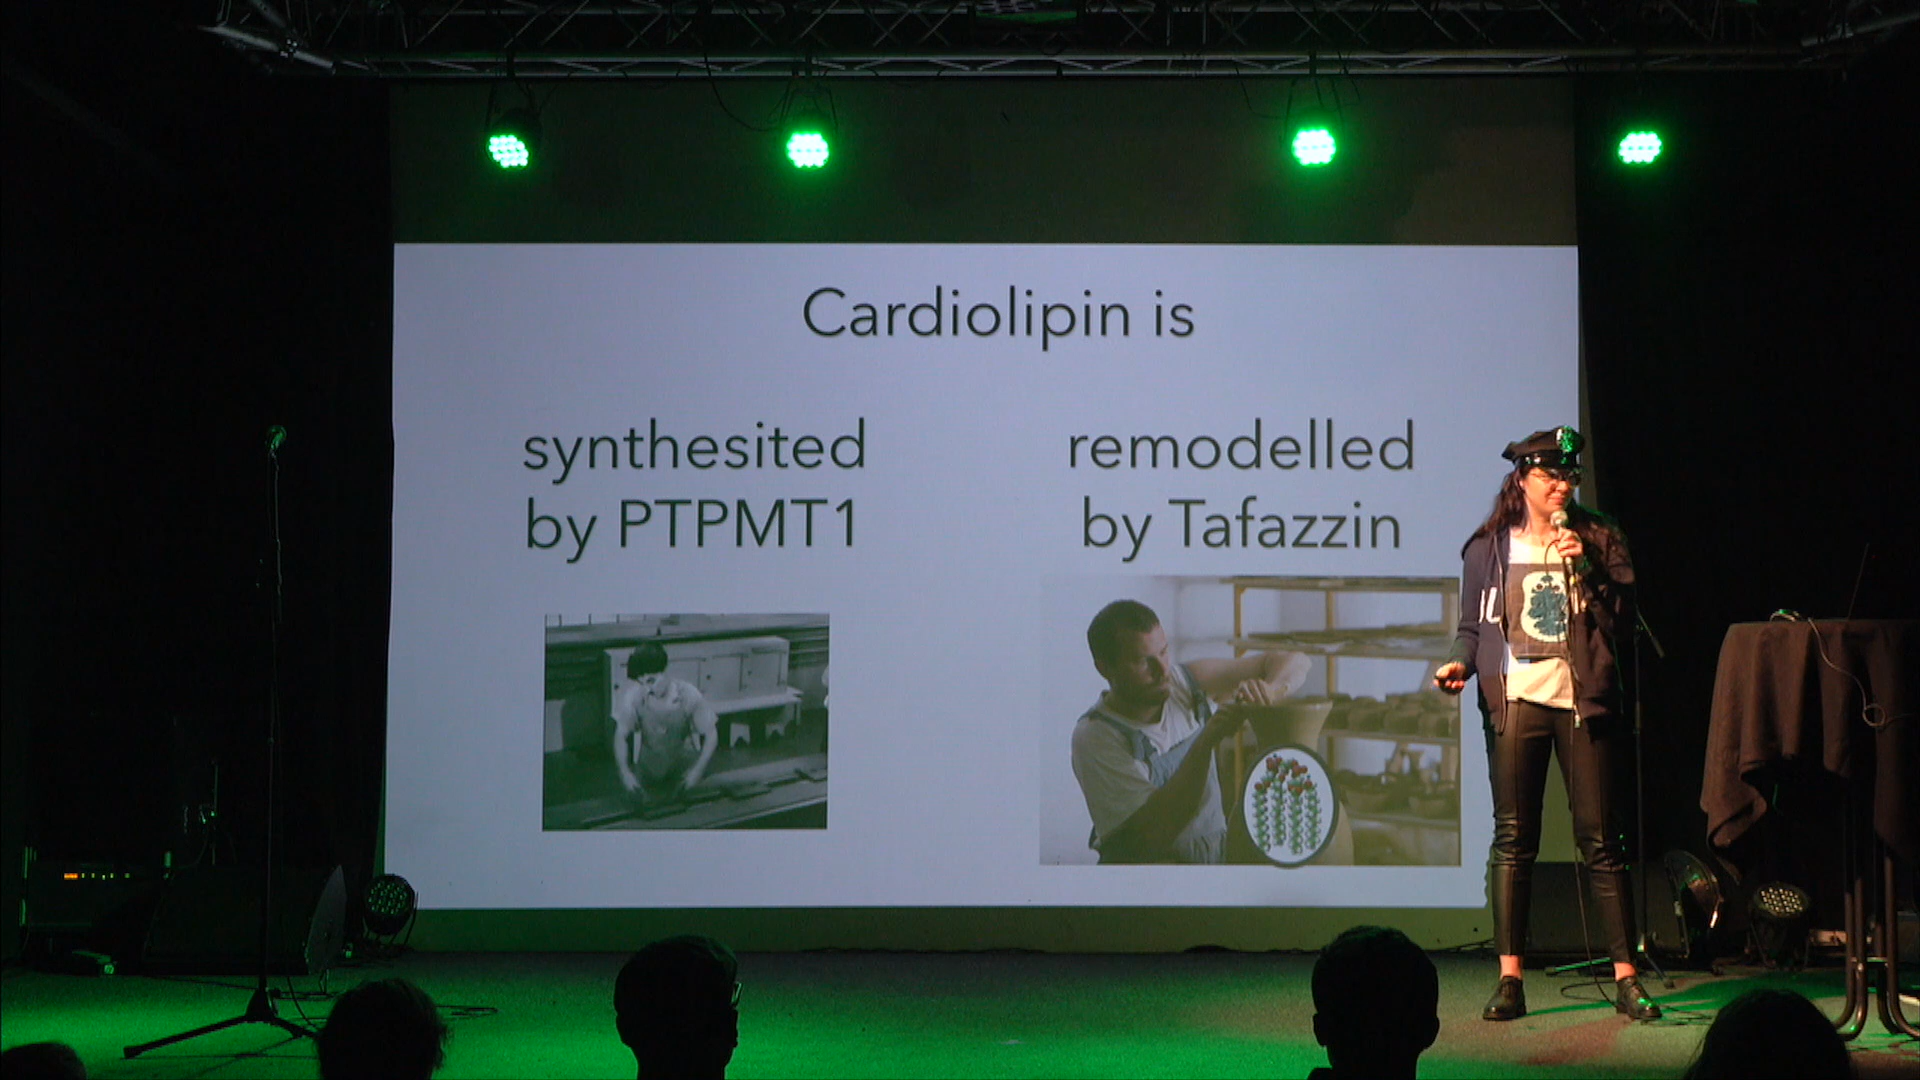 Cardiolipin is
synthesited
by PTPMT1
remodelled
by Tafazzin